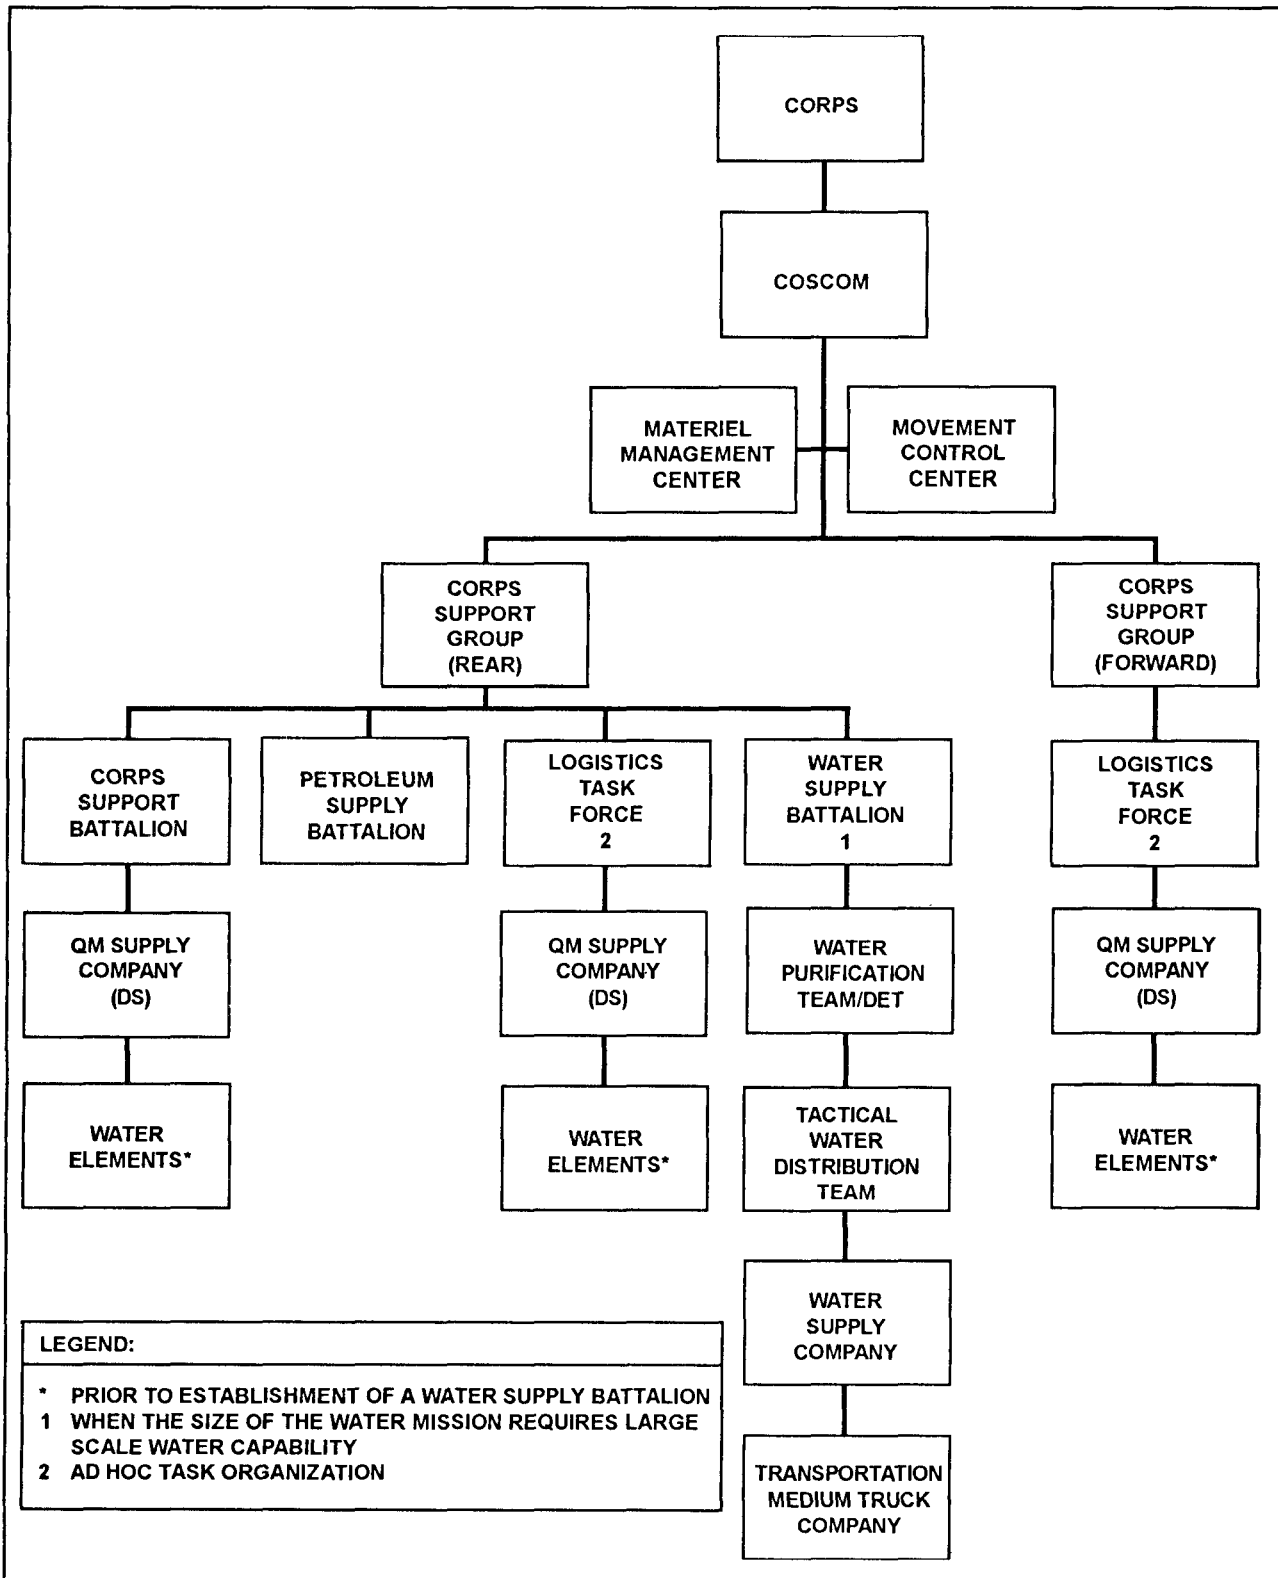 CORPS
COSCOM
MATERIEL
MANAGEMENT
CENTER
MOVEMENT
CONTROL
CENTER
CORPS
SUPPORT
GROUP
(REAR)
CORPS
SUPPORT
GROUP
(FORWARD)
CORPS
SUPPORT
BATTALION
PETROLEUM
SUPPLY
BATTALION
LOGISTICS
TASK
FORCE
2
WATER
SUPPLY
BATTALION
1
LOGISTICS
TASK
FORCE
2
QM SUPPLY
COMPANY
(DS)
QM SUPPLY
COMPANY
(DS)
WATER
PURIFICATION
TEAM/DET
QM SUPPLY
COMPANY
(DS)
WATER
ELEMENTS*
WATER
ELEMENTS*
TACTICAL
WATER
DISTRIBUTION
TEAM
WATER
ELEMENTS*
WATER
SUPPLY
COMPANY
TRANSPORTATION
MEDIUM TRUCK
COMPANY
LEGEND:
* PRIOR TO ESTABLISHMENT OF A WATER SUPPLY BATTALION
1 WHEN THE SIZE OF THE WATER MISSION REQUIRES LARGE
SCALE WATER CAPABILITY
2 AD HOC TASK ORGANIZATION